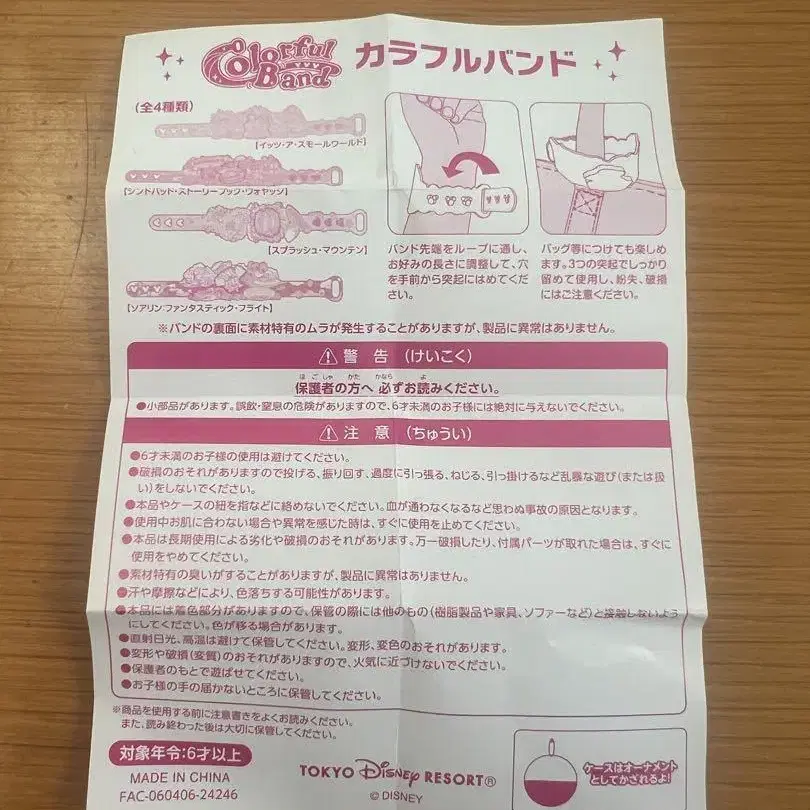 Colorful Band カラフルバンド
(全4種類)
【イッツ・ア・スモールワールド】
【シンドバッド・ストーリーブック・ヴォヤッジ】
【スプラッシュ・マウンテン】
【ソアリン:ファンタスティック・フライト】
バンド先端をループに通し、
お好みの長さに調整して、穴
を手前から突起にはめてくだ
さい。
バッグ等につけても楽しめ
ます。3つの突起でしっかり
留めて使用し、紛失、破損
にはご注意ください。
※バンドの裏面に素材特有のムラが発生することがありますが、製品に異常はありません。
⚠警 告 (けいこく)
保護者の方へ 必ずお読みください。
●小部品があります。誤飲・窒息の危険がありますので、6才未満のお子様には絶対に与えないでください。
⚠注 意 (ちゅうい)
●6才未満のお子様の使用は避けてください。
●破損のおそれがありますので投げる、振り回す、過度に引っ張る、ねじる、引っ掛けるなど乱暴な遊び(または扱
い)をしないでください。
●本品やケースの紐を指などに絡めないでください。血が通わなくなるなど思わぬ事故の原因となります。
●使用中お肌に合わない場合や異常を感じた時は、すぐに使用を止めてください。
●本品は長期使用による劣化や破損のおそれがあります。万一破損したり、付属パーツが取れた場合は、すぐに
使用をやめてください。
●素材特有の臭いがすることがありますが、製品に異常はありません。
●汗や摩擦などにより、色落ちする可能性があります。
●本品には着色部分がありますので、保管の際には他のもの(樹脂製品や家具、ソファーなど)と接触しないよう
にしてください。色が移る場合があります。
●直射日光、高温は避けて保管してください。変形、変色のおそれがあります。
●変形や破損(変質)のおそれがありますので、火気に近づけないでください。
●保護者のもとで遊ばせてください。
●お子様の手の届かないところに保管してください。
※商品を使用する前に注意書きをよくお読みください。
また、読み終わった後は大切に保管してください。
対象年令:6才以上
MADE IN CHINA
FAC-060406-24246
TOKYO Disney RESORT®
© DISNEY
ケースはオーナメント
としてかざれるよ!